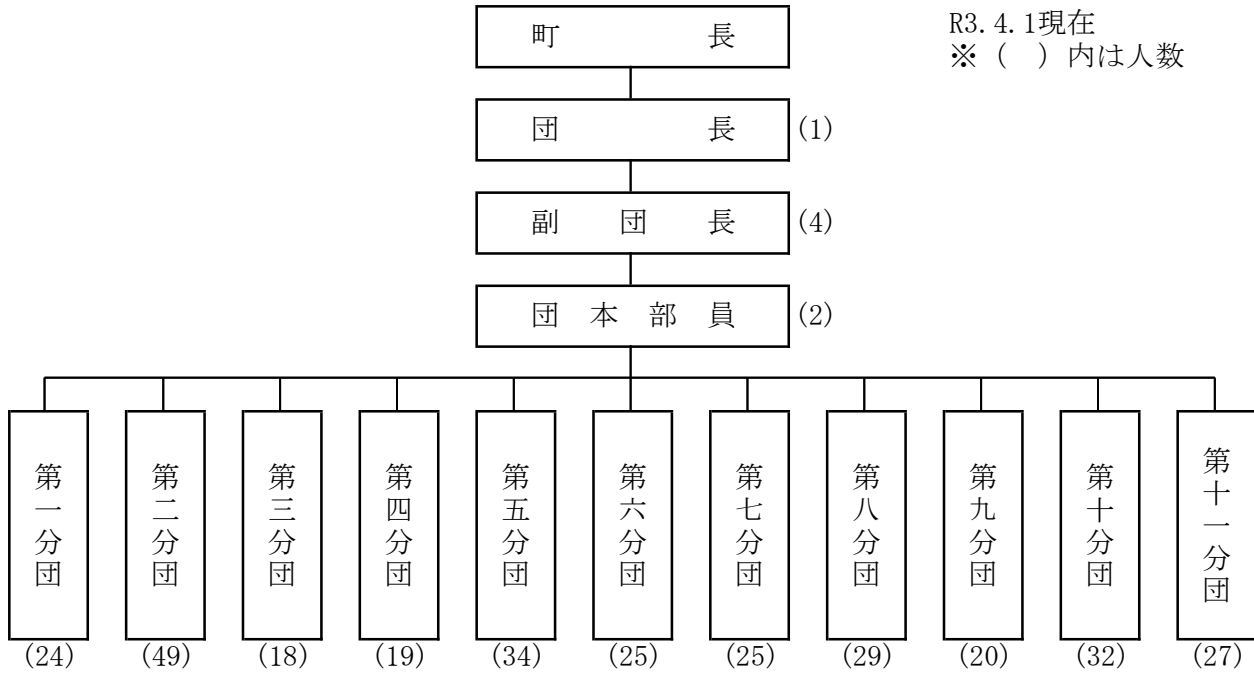 R3.4.1現在
※（　）内は人数
町長
団長 (1)
副団長 (4)
団本部員 (2)
第一分団
第二分団
第三分団
第四分団
第五分団
第六分団
第七分団
第八分団
第九分団
第十分団
第十一分団
(24) (49) (18) (19) (34) (25) (25) (29) (20) (32) (27)